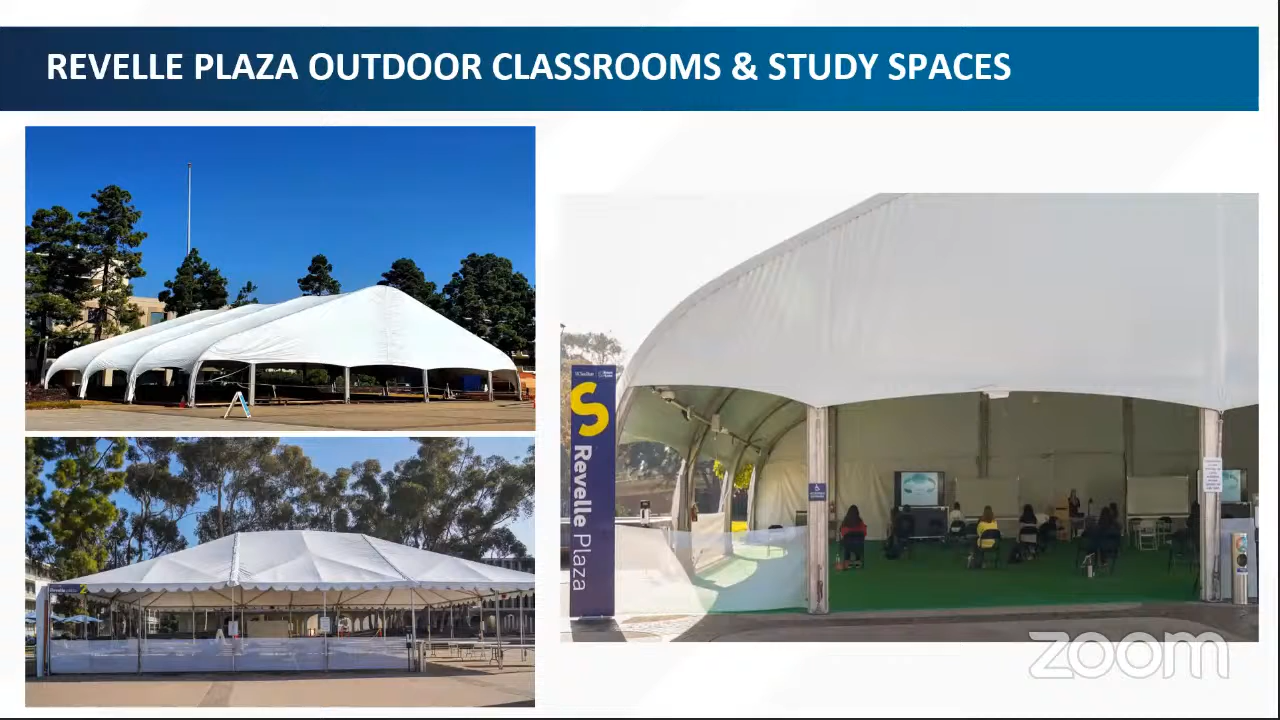 REVELLE PLAZA OUTDOOR CLASSROOMS & STUDY SPACES
S
Revelle Plaza
zoom